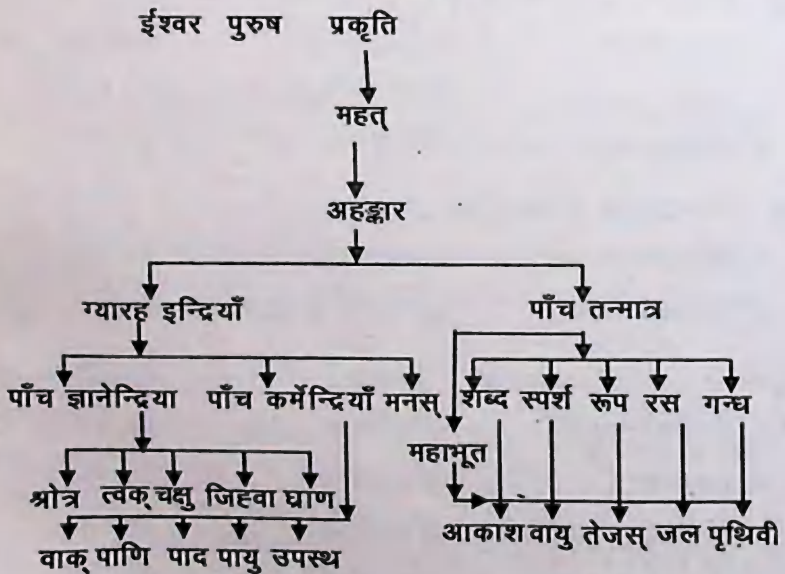 ईश्वर पुरुष प्रकृति
महत्
अहङ्कार
ग्यारह इन्द्रियाँ पाँच तन्मात्र
पाँच ज्ञानेन्द्रिया पाँच कर्मेन्द्रियाँ मनस् शब्द स्पर्श रूप रस गन्ध
महाभूत
श्रोत्र त्वक् चक्षु जिह्वा घ्राण
आकाश वायु तेजस् जल पृथिवी
वाक् पाणि पाद पायु उपस्थ